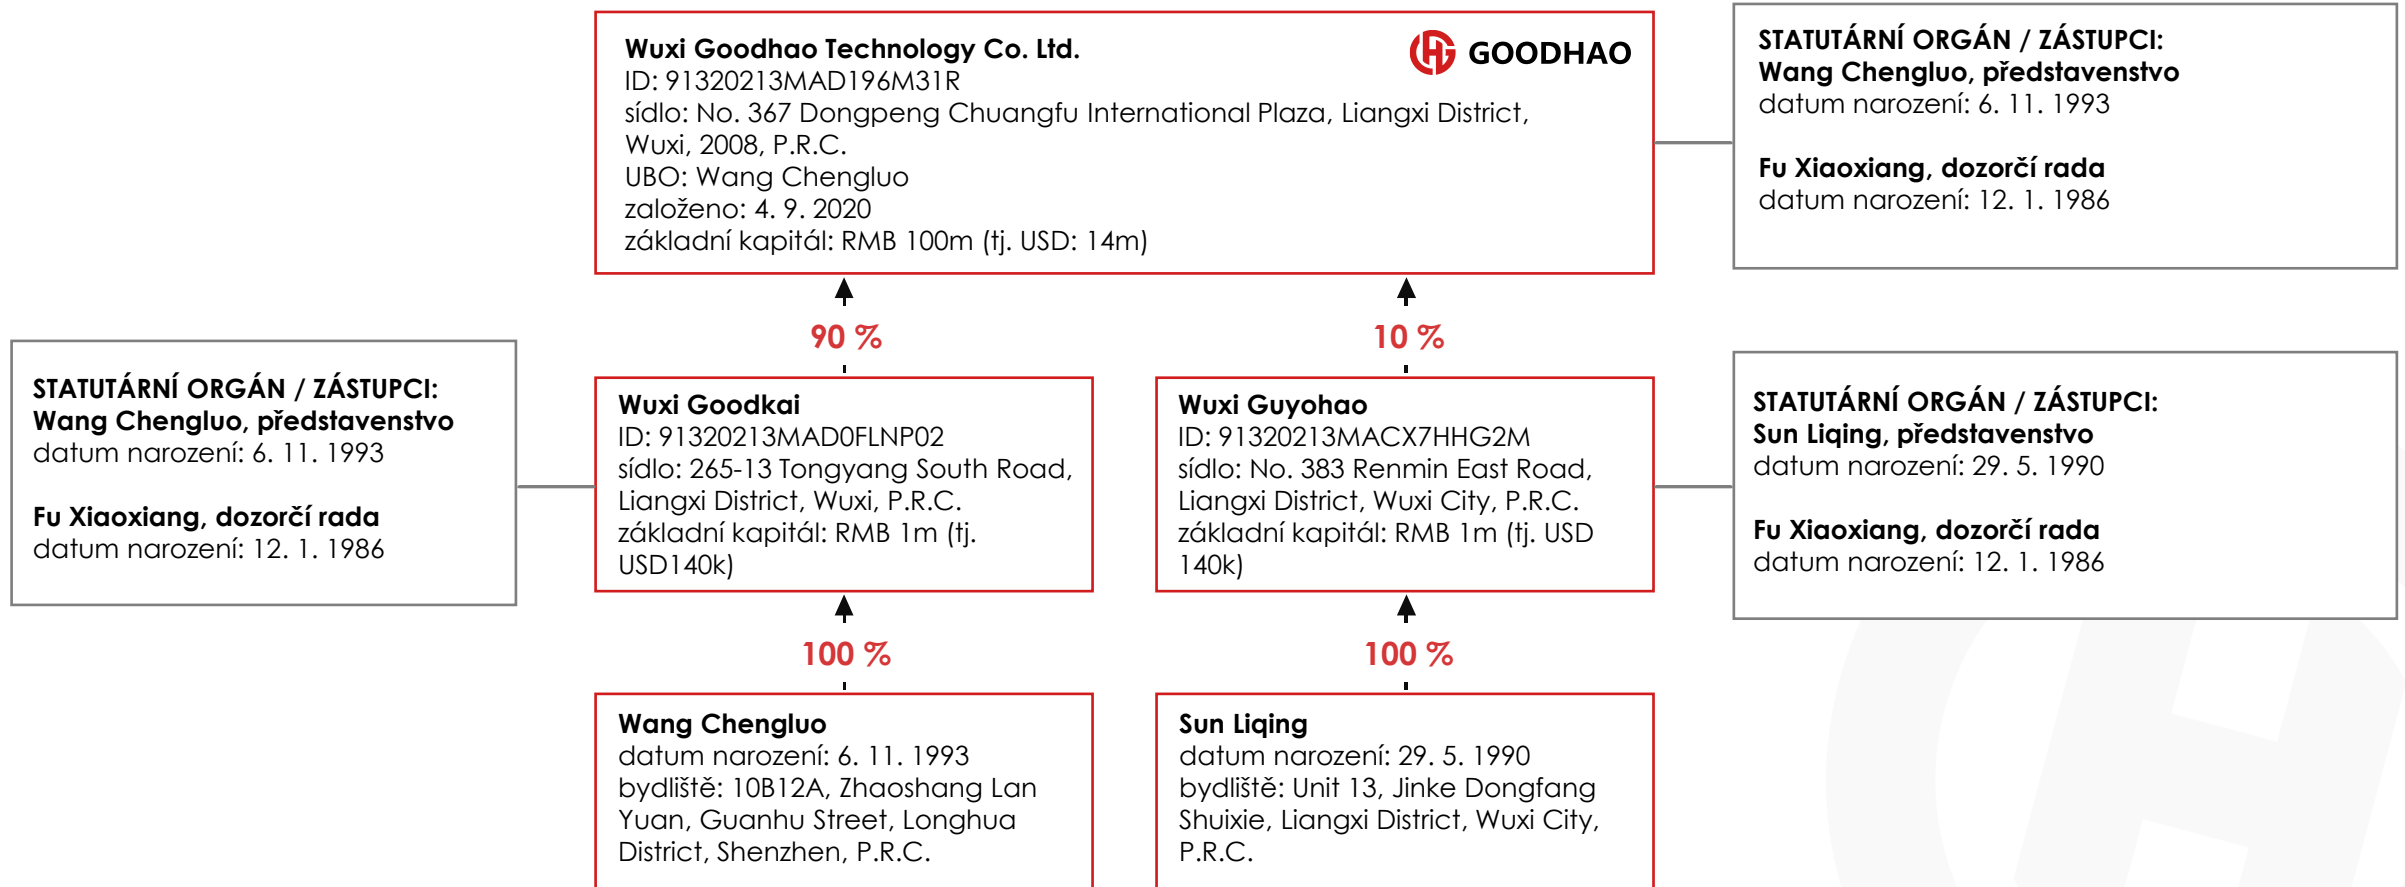 Wuxi Goodhao Technology Co. Ltd.
ID: 91320213MAD196M31R
sídlo: No. 367 Dongpeng Chuangfu International Plaza, Liangxi District,
Wuxi, 2008, P.R.C.
UBO: Wang Chengluo
založeno: 4. 9. 2020
základní kapitál: RMB 100m (tj. USD: 14m)
GOODHAO
STATUTÁRNÍ ORGÁN / ZÁSTUPCI:
Wang Chengluo, představenstvo
datum narození: 6. 11. 1993
Fu Xiaoxiang, dozorčí rada
datum narození: 12. 1. 1986
90 %
10 %
STATUTÁRNÍ ORGÁN / ZÁSTUPCI:
Wang Chengluo, představenstvo
datum narození: 6. 11. 1993
Fu Xiaoxiang, dozorčí rada
datum narození: 12. 1. 1986
Wuxi Goodkai
ID: 91320213MAD0FLNP02
sídlo: 265-13 Tongyang South Road,
Liangxi District, Wuxi, P.R.C.
základní kapitál: RMB 1m (tj.
USD140k)
Wuxi Guyohao
ID: 91320213MACX7HHG2M
sídlo: No. 383 Renmin East Road,
Liangxi District, Wuxi City, P.R.C.
základní kapitál: RMB 1m (tj. USD
140k)
STATUTÁRNÍ ORGÁN / ZÁSTUPCI:
Sun Liqing, představenstvo
datum narození: 29. 5. 1990
Fu Xiaoxiang, dozorčí rada
datum narození: 12. 1. 1986
100 %
100 %
Wang Chengluo
datum narození: 6. 11. 1993
bydliště: 10B12A, Zhaoshang Lan
Yuan, Guanhu Street, Longhua
District, Shenzhen, P.R.C.
Sun Liqing
datum narození: 29. 5. 1990
bydliště: Unit 13, Jinke Dongfang
Shuixie, Liangxi District, Wuxi City,
P.R.C.